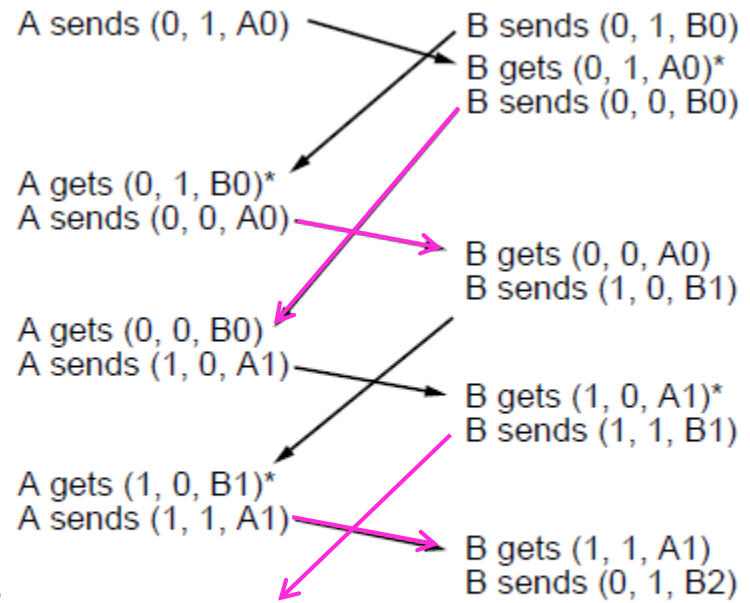 A sends (0, 1, A0)
B sends (0, 1, B0)
B gets (0, 1, A0)*
B sends (0, 0, B0)
A gets (0, 1, B0)*
A sends (0, 0, A0)
B gets (0, 0, A0)
B sends (1, 0, B1)
A gets (0, 0, B0)
A sends (1, 0, A1)
B gets (1, 0, A1)*
B sends (1, 1, B1)
A gets (1, 0, B1)*
A sends (1, 1, A1)
B gets (1, 1, A1)
B sends (0, 1, B2)